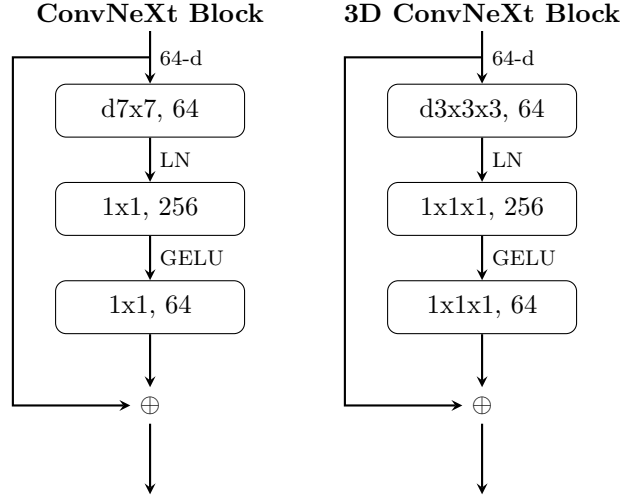 ConvNeXt Block
64-d
d7x7, 64
LN
1x1, 256
GELU
1x1, 64
⊕
3D ConvNeXt Block
64-d
d3x3x3, 64
LN
1x1x1, 256
GELU
1x1x1, 64
⊕